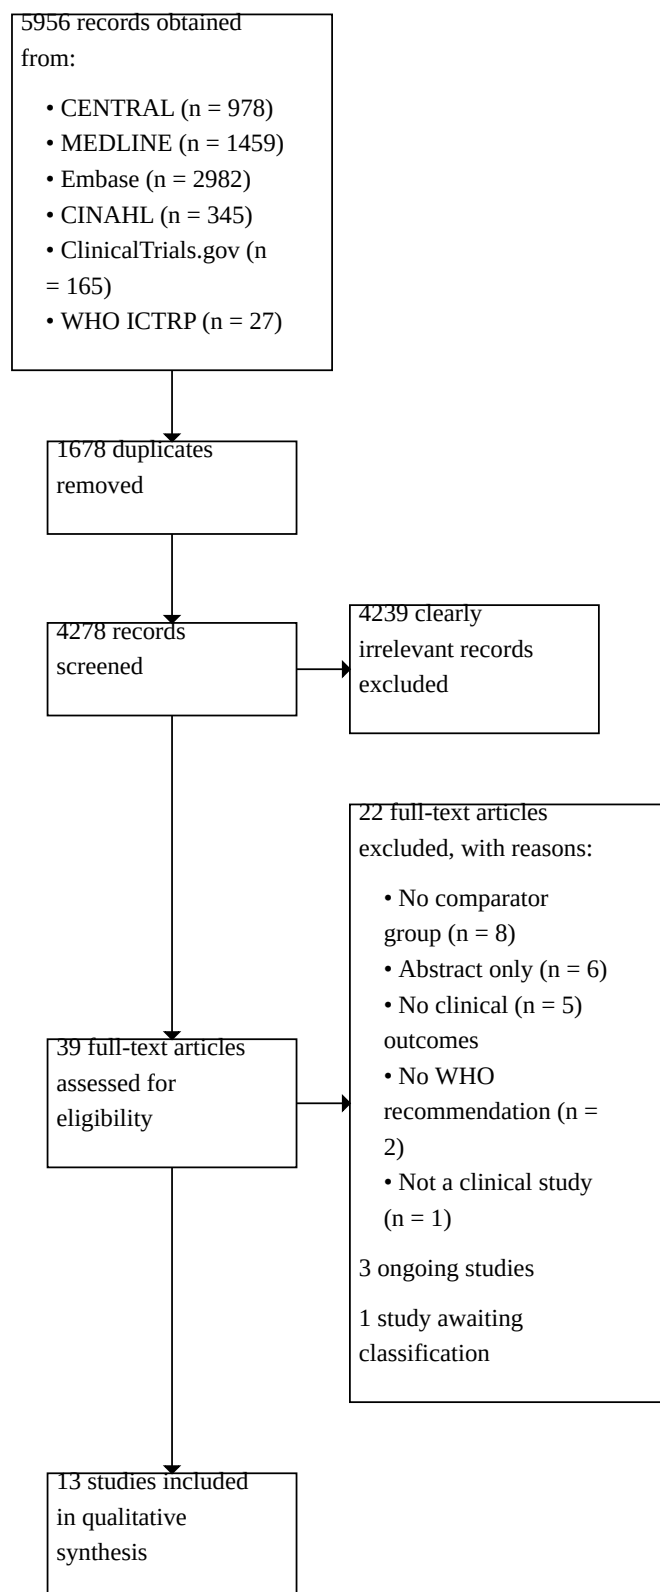 5956 records obtained
from:
• CENTRAL (n = 978)
• MEDLINE (n = 1459)
• Embase (n = 2982)
• CINAHL (n = 345)
• ClinicalTrials.gov (n
= 165)
• WHO ICTRP (n = 27)
1678 duplicates
removed
4278 records
screened
4239 clearly
irrelevant records
excluded
22 full-text articles
excluded, with reasons:
• No comparator
group (n = 8)
• Abstract only (n = 6)
• No clinical (n = 5)
outcomes
• No WHO
recommendation (n =
2)
• Not a clinical study
(n = 1)
3 ongoing studies
1 study awaiting
classification
39 full-text articles
assessed for
eligibility
13 studies included
in qualitative
synthesis